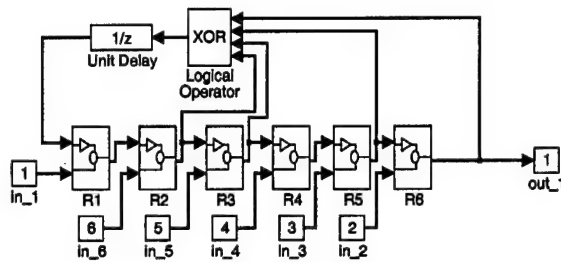 1/z
XOR
Unit Delay
Logical
Operator
1
in_1
R1
R2
R3
R4
R5
R6
1
out_1
6
in_6
5
in_5
4
in_4
3
in_3
2
in_2